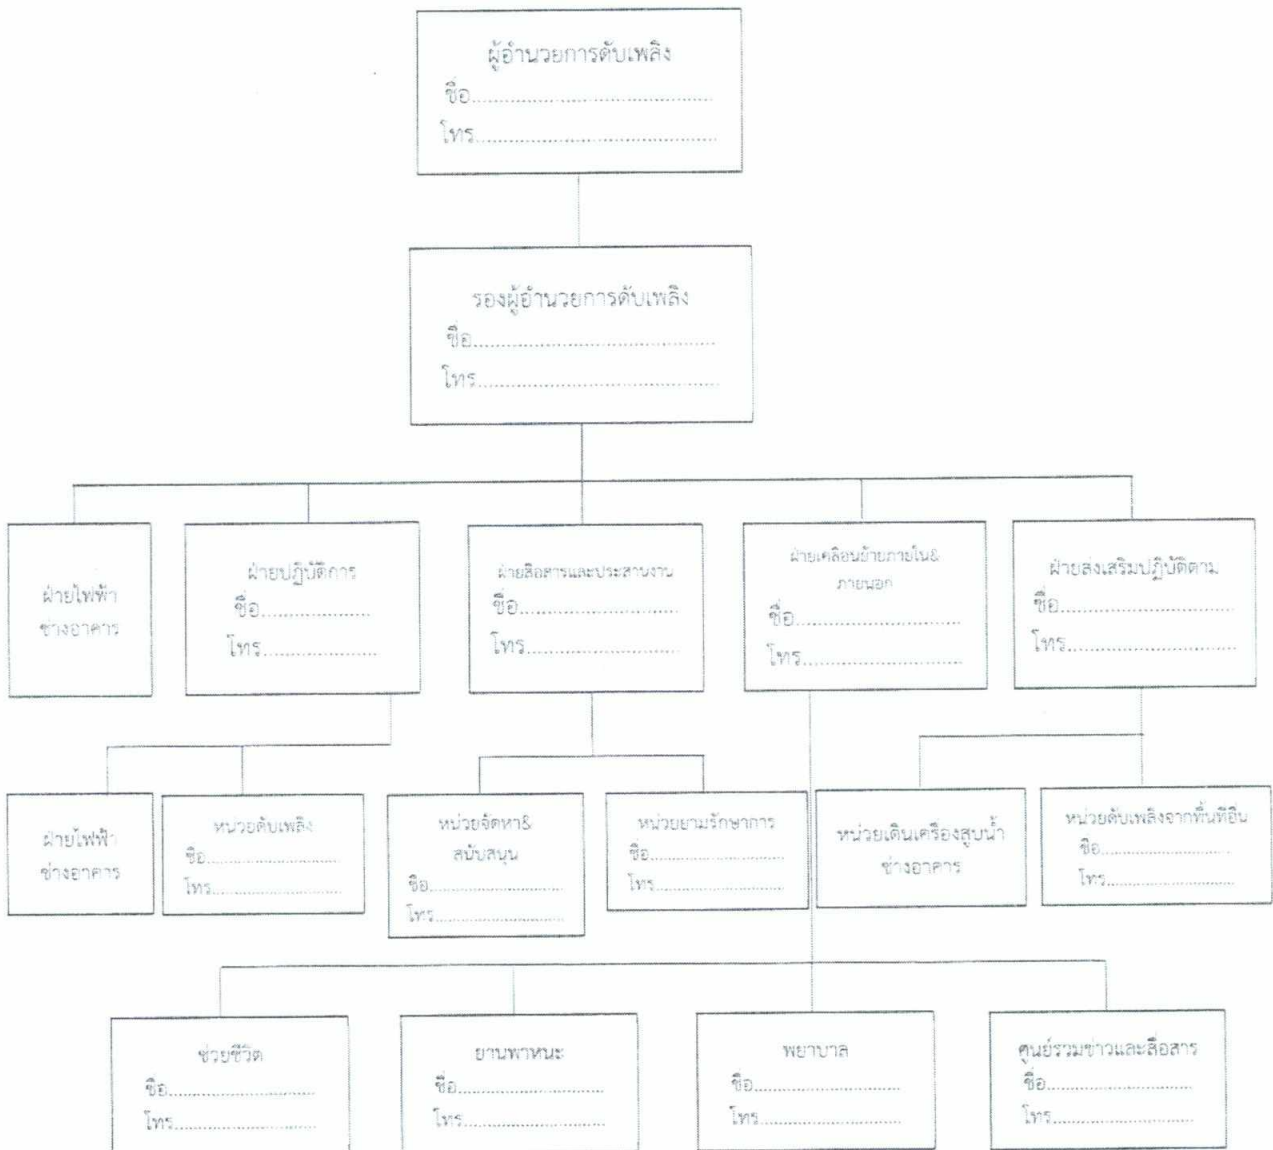 ผู้อำนวยการดับเพลิง
ชื่อ........................................
โทร........................................
รองผู้อำนวยการดับเพลิง
ชื่อ........................................
โทร........................................
ฝ่ายไฟฟ้า
ช่างอาคาร
ฝ่ายปฏิบัติการ
ชื่อ....................
โทร....................
ฝ่ายสื่อสารและประสานงาน
ชื่อ.........................
โทร.........................
ฝ่ายเคลื่อนย้ายภายใน&
ภายนอก
ชื่อ............................
โทร............................
ฝ่ายส่งเสริมปฏิบัติตาม
ชื่อ.........................
โทร.........................
ฝ่ายไฟฟ้า
ช่างอาคาร
หน่วยดับเพลิง
ชื่อ.........................
โทร.........................
หน่วยจัดหา&
สนับสนุน
ชื่อ.........................
โทร.........................
หน่วยยามรักษาการ
ชื่อ.........................
โทร.........................
หน่วยเดินเครื่องสูบน้ำ
ช่างอาคาร
หน่วยดับเพลิงจากพื้นที่อื่น
ชื่อ.........................
โทร.........................
ช่วยชีวิต
ชื่อ............................
โทร............................
ยานพาหนะ
ชื่อ.........................
โทร.........................
พยาบาล
ชื่อ.........................
โทร.........................
ศูนย์รวมข่าวและสื่อสาร
ชื่อ.........................
โทร.........................